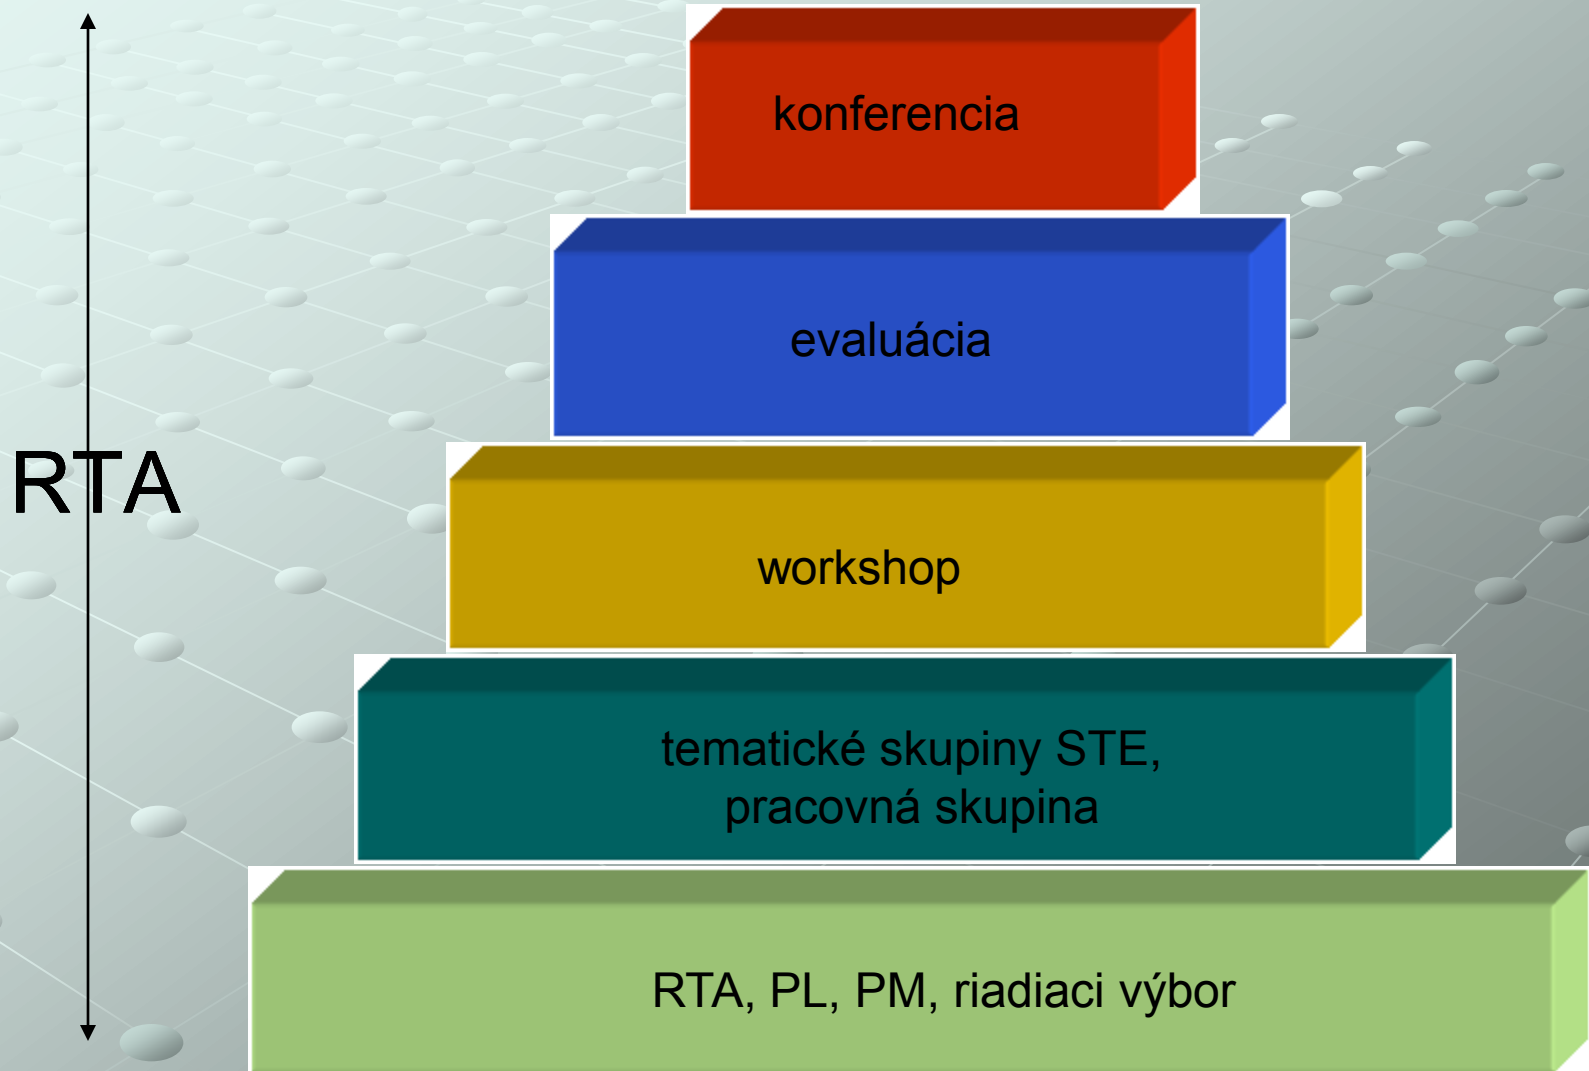 konferencia
evaluácia
RTA
workshop
tematické skupiny STE,
pracovná skupina
RTA, PL, PM, riadiaci výbor